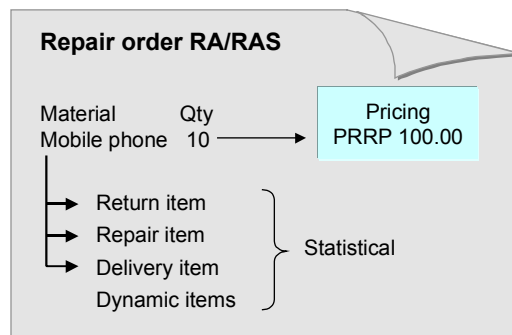 Repair order RA/RAS
Material Qty
Mobile phone 10
Pricing
PRRP 100.00
Return item
Repair item
Delivery item
Dynamic items
Statistical